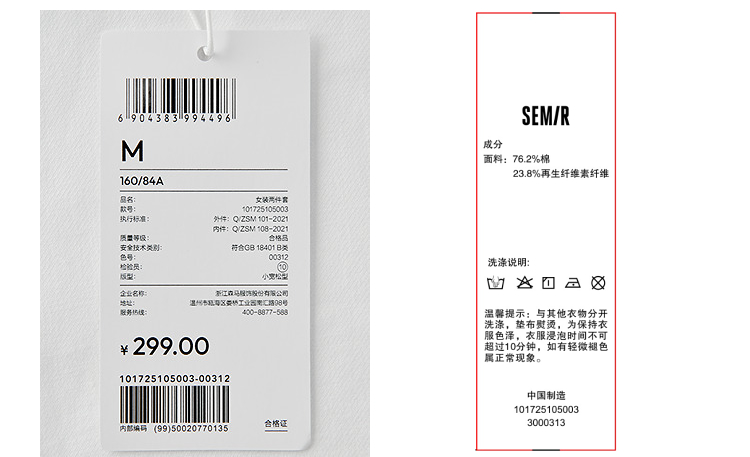 6 904383 994496
M
160/84A
品名: 女装两件套
款号: 101725105003
执行标准: 外件: Q/ZSM 101-2021
内件: Q/ZSM 108-2021
质量等级: 合格品
安全技术类别: 符合GB 18401 B类
色号: 00312
检验员: 10
版型: 小宽松型
企业名称: 浙江森马服饰股份有限公司
地址: 温州市瓯海区娄桥工业园南汇路98号
服务热线: 400-8877-588
¥ 299.00
101725105003-00312
内部编码 (99)50020770135
合格证
SEMIR
成分
面料: 76.2%棉
23.8%再生纤维素纤维
洗涤说明:
温馨提示: 与其他衣物分开
洗涤, 垫布熨烫, 为保持衣
服色泽, 衣服浸泡时间不可
超过10分钟, 如有轻微褪色
属正常现象。
中国制造
101725105003
3000313